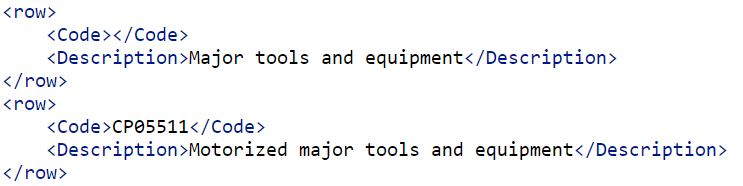 <row>
    <Code></Code>
    <Description>Major tools and equipment</Description>
</row>
<row>
    <Code>CP05511</Code>
    <Description>Motorized major tools and equipment</Description>
</row>